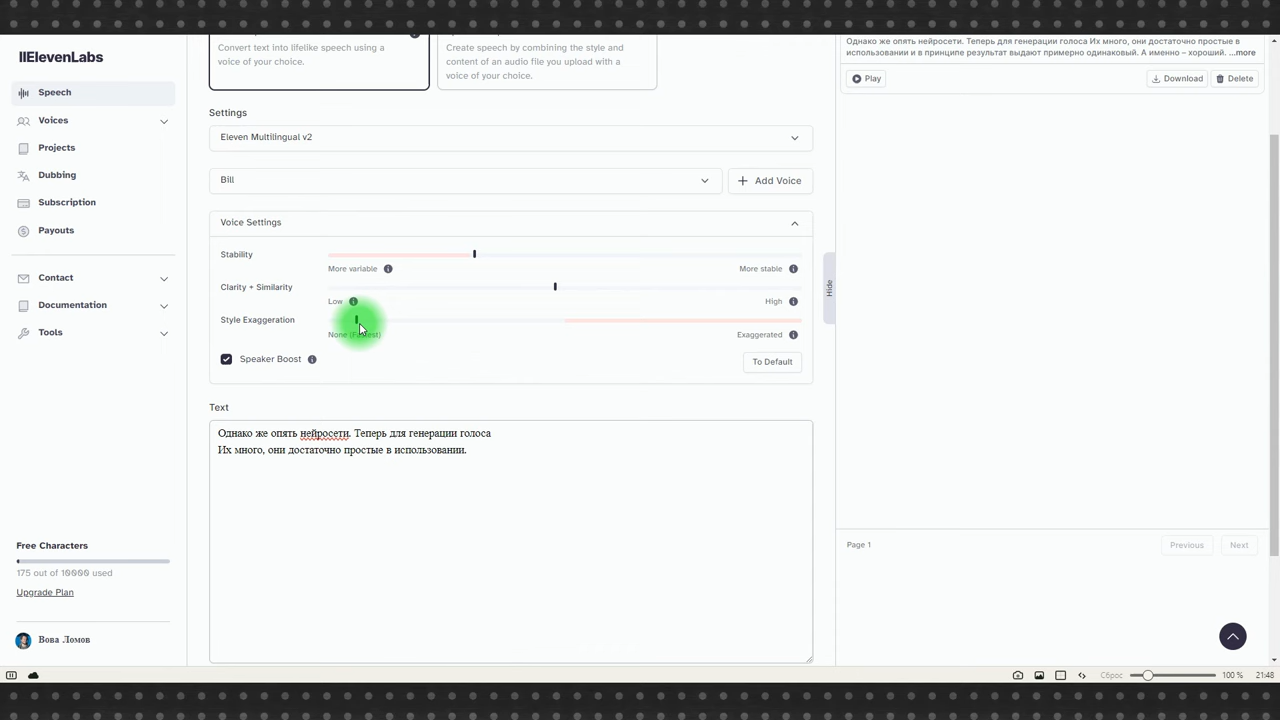 IIElevenLabs
Speech
Voices
Projects
Dubbing
Subscription
Payouts
Contact
Documentation
Tools
Free Characters
175 out of 10000 used
Upgrade Plan
Вова Ломов
Convert text into lifelike speech using a
voice of your choice.
Create speech by combining the style and
content of an audio file you upload with a
voice of your choice.
Settings
Eleven Multilingual v2
Bill
+ Add Voice
Voice Settings
Stability
More variable
More stable
Clarity + Similarity
Low
High
Style Exaggeration
None (Fastest)
Exaggerated
Speaker Boost
To Default
Text
Однако же опять нейросети. Теперь для генерации голоса
Их много, они достаточно простые в использовании.
Hide
Однако же опять нейросети. Теперь для генерации голоса Их много, они достаточно простые в
использовании и в принципе результат выдают примерно одинаковый. А именно – хороший. ...more
Play
Download
Delete
Page 1
Previous
Next
Сброс
100 %
21:48